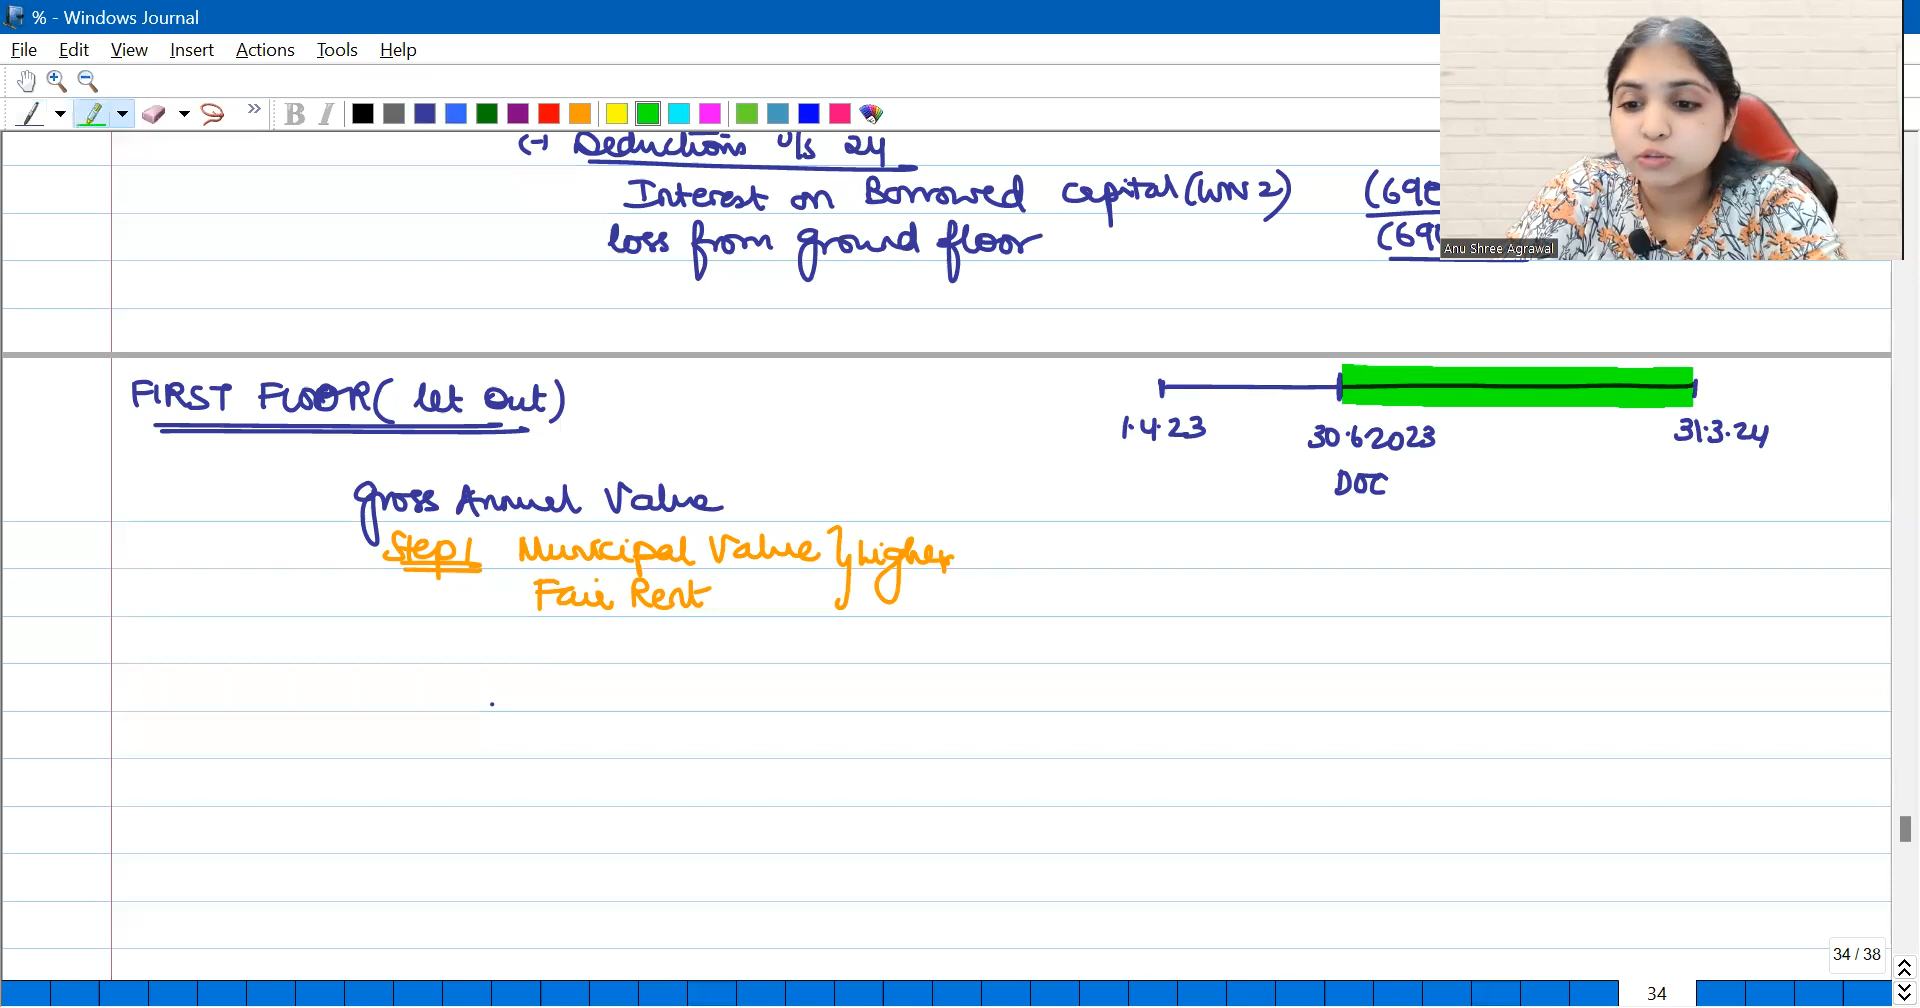 % - Windows Journal
File Edit View Insert Actions Tools Help
B I
(-) Deductions u/s 24
Interest on Borrowed capital (WN 2)
loss from ground floor
Anu Shree Agrawal
FIRST FLOOR (let Out)
1.4.23 30.6.2023 31.3.24
DOC
Gross Annual Value
Step 1 Municipal Value } higher
Fair Rent
34 / 38
34